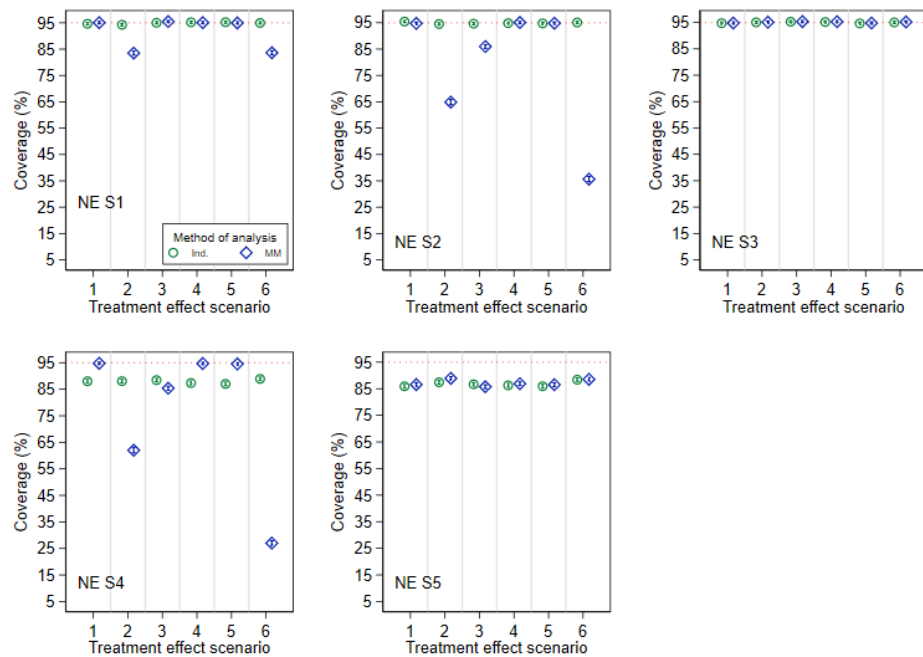 Coverage (%)
95
85
75
65
55
45
35
25
15
5
NE S1
Method of analysis
Ind.
MM
1 2 3 4 5 6
Treatment effect scenario
Coverage (%)
95
85
75
65
55
45
35
25
15
5
NE S2
1 2 3 4 5 6
Treatment effect scenario
Coverage (%)
95
85
75
65
55
45
35
25
15
5
NE S3
1 2 3 4 5 6
Treatment effect scenario
Coverage (%)
95
85
75
65
55
45
35
25
15
5
NE S4
1 2 3 4 5 6
Treatment effect scenario
Coverage (%)
95
85
75
65
55
45
35
25
15
5
NE S5
1 2 3 4 5 6
Treatment effect scenario